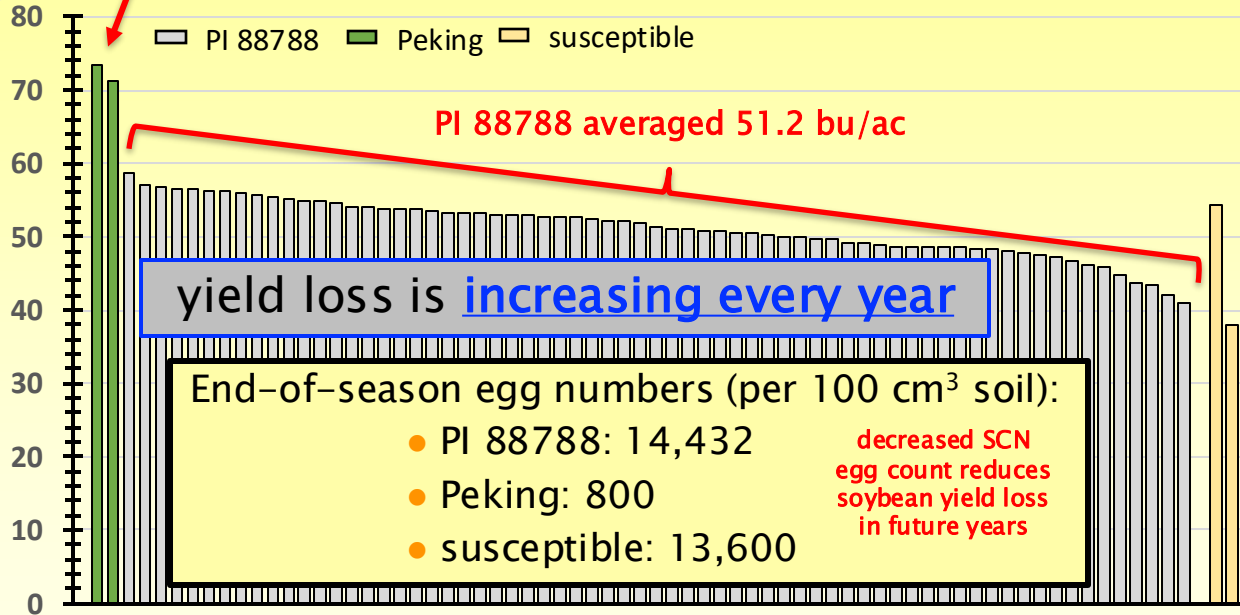 80
70
60
50
40
30
20
10
0
PI 88788 Peking susceptible
PI 88788 averaged 51.2 bu/ac
yield loss is increasing every year
End-of-season egg numbers (per 100 cm³ soil):
• PI 88788: 14,432
• Peking: 800
• susceptible: 13,600
decreased SCN
egg count reduces
soybean yield loss
in future years